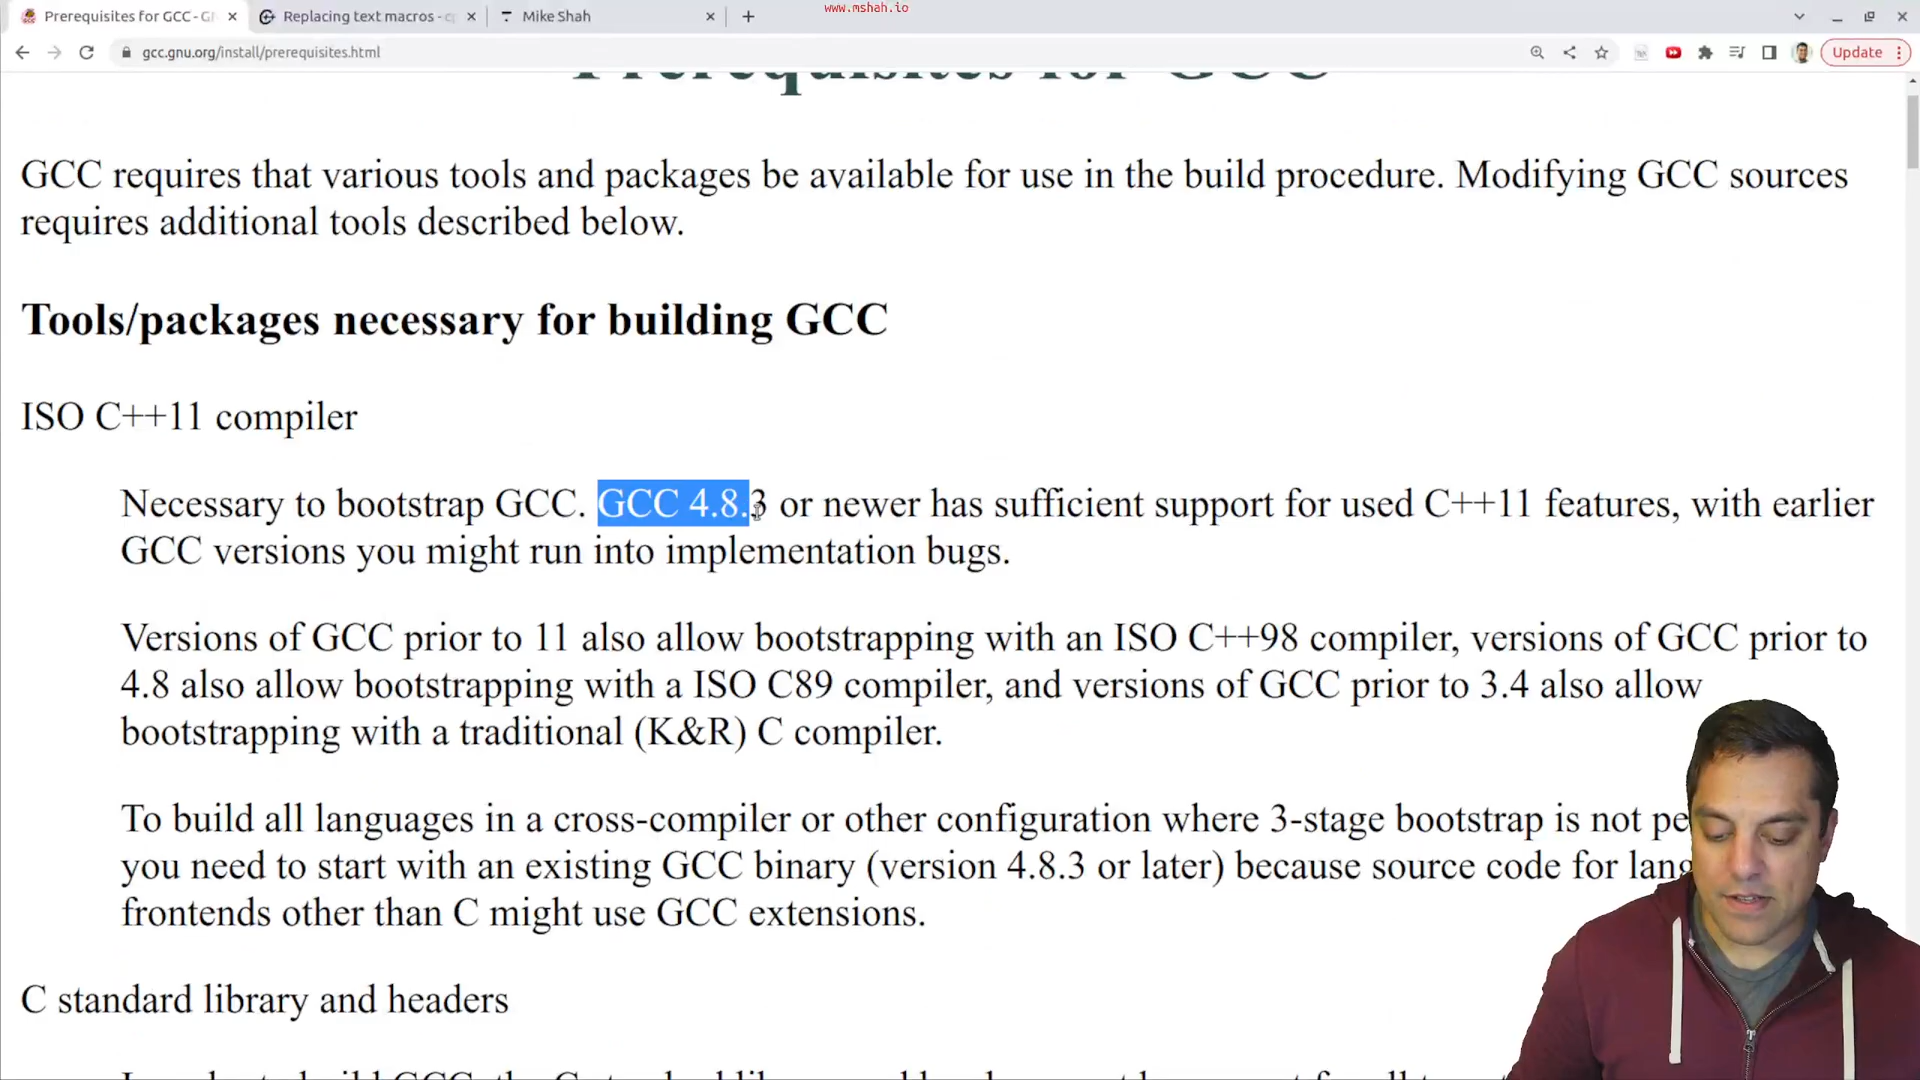 Prerequisites for GCC - G
Replacing text macros - c
Mike Shah
www.mshah.io
gcc.gnu.org/install/prerequisites.html
Update
Prerequisites for GCC
GCC requires that various tools and packages be available for use in the build procedure. Modifying GCC sources
requires additional tools described below.
Tools/packages necessary for building GCC
ISO C++11 compiler
Necessary to bootstrap GCC. GCC 4.8.3 or newer has sufficient support for used C++11 features, with earlier
GCC versions you might run into implementation bugs.
Versions of GCC prior to 11 also allow bootstrapping with an ISO C++98 compiler, versions of GCC prior to
4.8 also allow bootstrapping with a ISO C89 compiler, and versions of GCC prior to 3.4 also allow
bootstrapping with a traditional (K&R) C compiler.
To build all languages in a cross-compiler or other configuration where 3-stage bootstrap is not pe
you need to start with an existing GCC binary (version 4.8.3 or later) because source code for lang
frontends other than C might use GCC extensions.
C standard library and headers